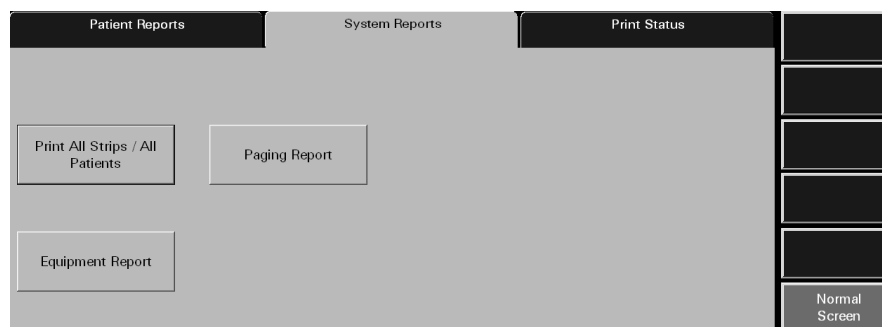 Patient Reports
System Reports
Print Status
Print All Strips / All
Patients
Paging Report
Equipment Report
Normal
Screen